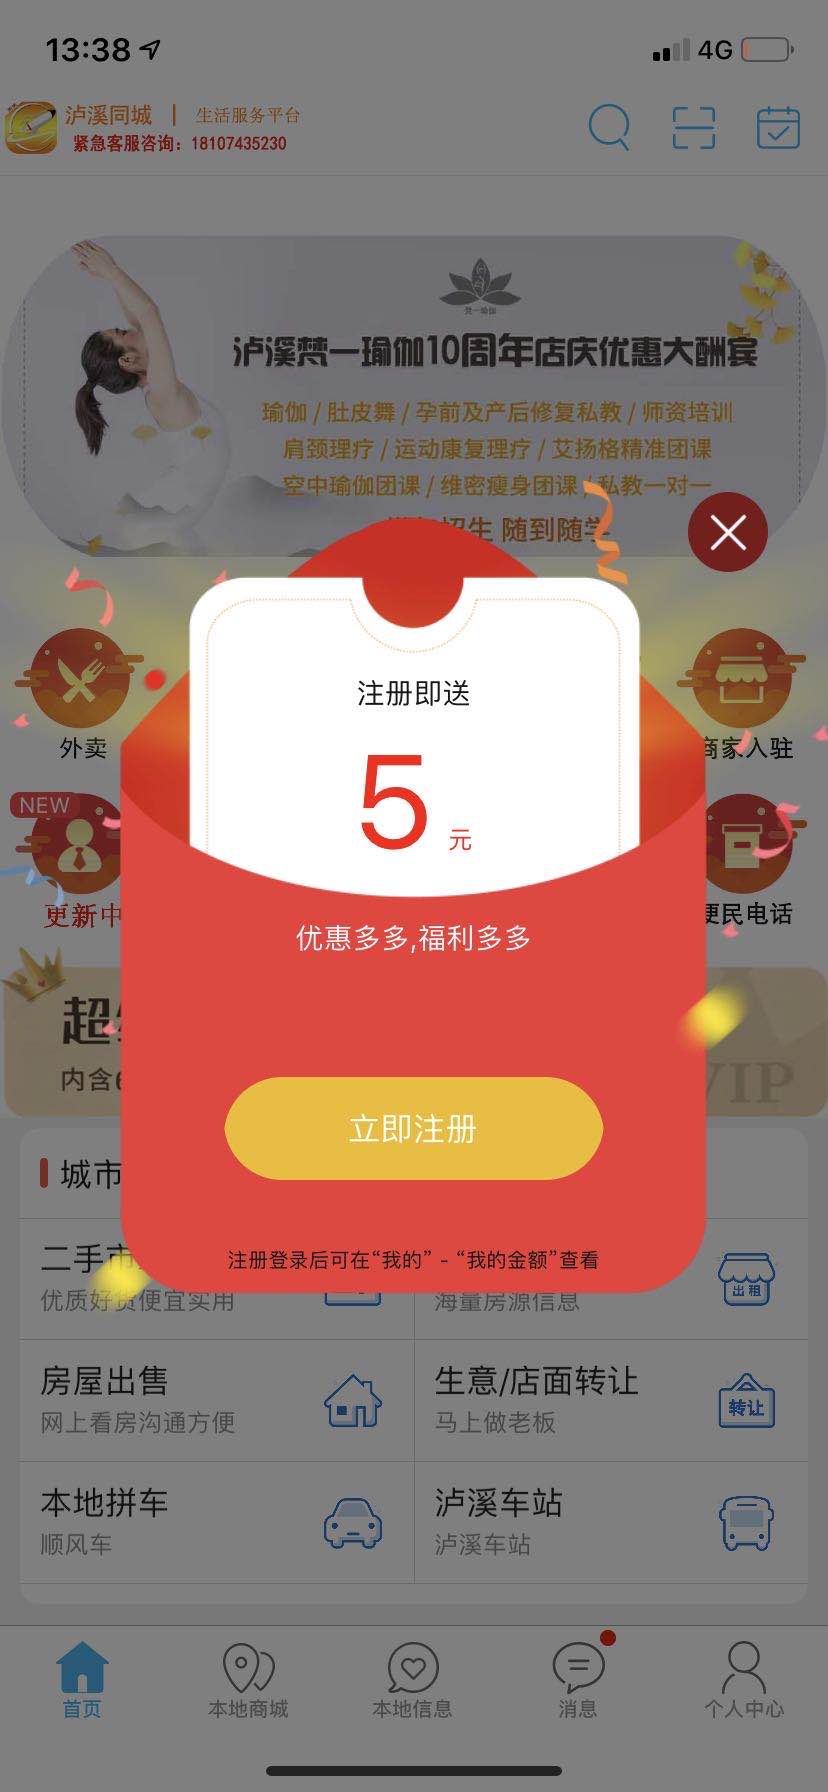 13:38
4G
泸溪同城 | 生活服务平台
紧急客服咨询：18107435230
梵一瑜伽
泸溪梵一瑜伽10周年店庆优惠大酬宾
瑜伽 / 肚皮舞 / 孕前及产后修复私教 / 师资培训
肩颈理疗 / 运动康复理疗 / 艾扬格精准团课
空中瑜伽团课 / 维密瘦身团课 / 私教一对一
招生 随到随学
注册即送
5 元
外卖
商家入驻
NEW
更新中
便民电话
优惠多多,福利多多
超
内含
VIP
立即注册
城市
注册登录后可在“我的” - “我的金额”查看
二手市
优质好货便宜实用
海量房源信息
出租
房屋出售
网上看房沟通方便
生意/店面转让
马上做老板
转让
本地拼车
顺风车
泸溪车站
泸溪车站
首页
本地商城
本地信息
消息
个人中心